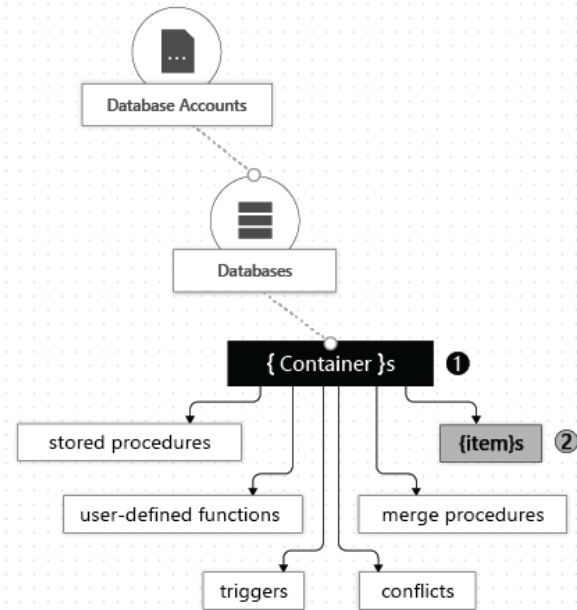 ...
Database Accounts
Databases
{ Container }s 1
stored procedures
{item}s 2
user-defined functions
merge procedures
triggers
conflicts